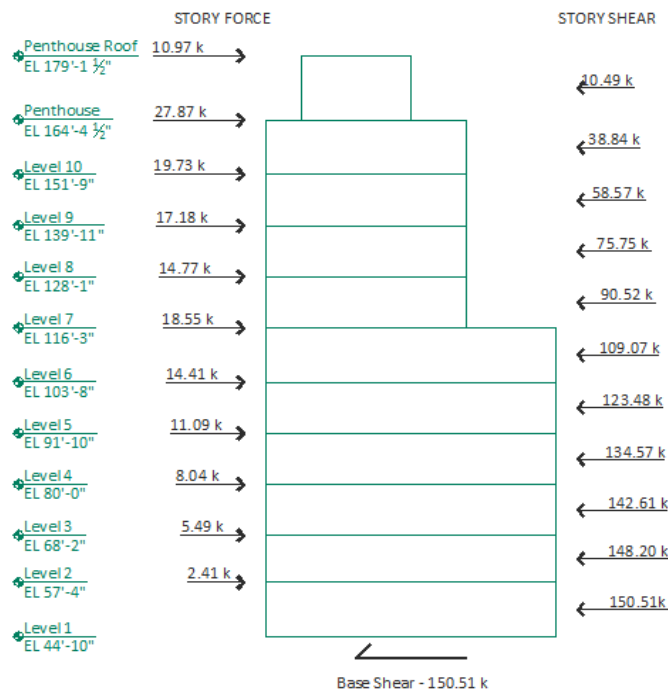 STORY FORCE
STORY SHEAR
Penthouse Roof
EL 179'-1 ½"
10.97 k
10.49 k
Penthouse
EL 164'-4 ½"
27.87 k
38.84 k
Level 10
EL 151'-9"
19.73 k
58.57 k
Level 9
EL 139'-11"
17.18 k
75.75 k
Level 8
EL 128'-1"
14.77 k
90.52 k
Level 7
EL 116'-3"
18.55 k
109.07 k
Level 6
EL 103'-8"
14.41 k
123.48 k
Level 5
EL 91'-10"
11.09 k
134.57 k
Level 4
EL 80'-0"
8.04 k
142.61 k
Level 3
EL 68'-2"
5.49 k
148.20 k
Level 2
EL 57'-4"
2.41 k
150.51k
Level 1
EL 44'-10"
Base Shear - 150.51 k